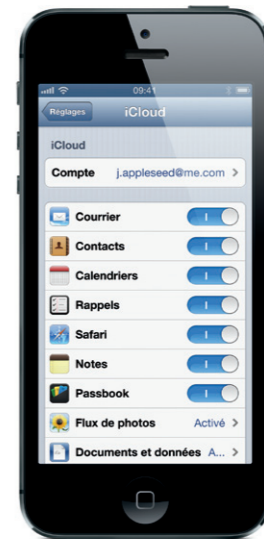 09:41
Réglages
iCloud
iCloud
Compte j.appleseed@me.com
Courrier
Contacts
Calendriers
Rappels
Safari
Notes
Passbook
Flux de photos Activé
Documents et données A...